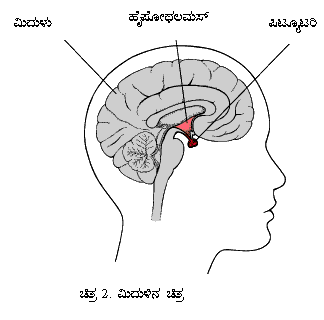 ಮಿದುಳು ಹೈಪೋಥಲಮಸ್ ಪಿಟ್ಯೂಟರಿ
ಚಿತ್ರ 2. ಮಿದುಳಿನ ಚಿತ್ರ